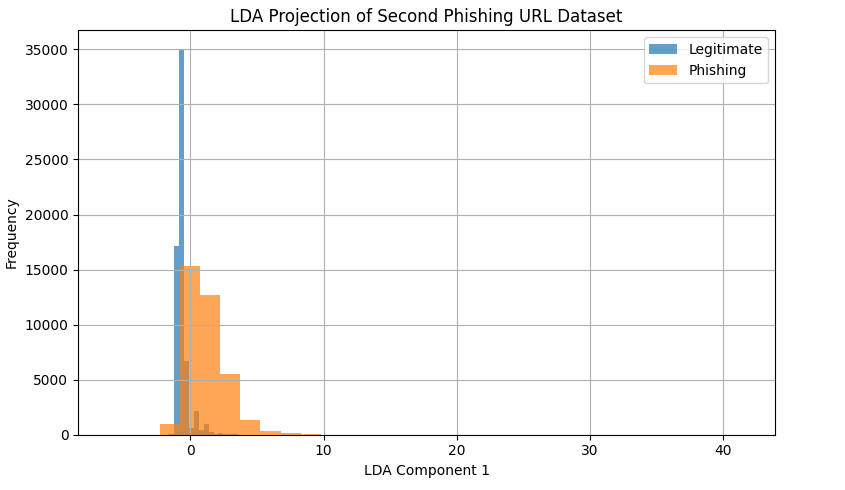 LDA Projection of Second Phishing URL Dataset
Legitimate
Phishing
35000
30000
25000
20000
15000
10000
5000
0
Frequency
0 10 20 30 40
LDA Component 1